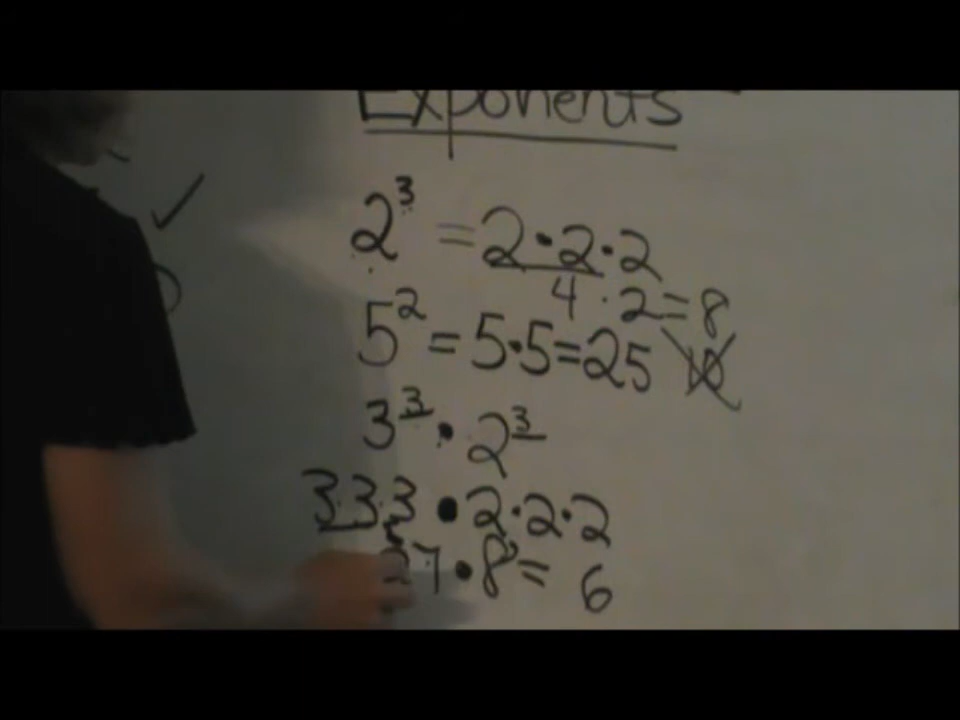 Exponents
2³ = 2·2·2
4·2=8
5² = 5·5=25
3³ · 2³
3 3 3 · 2·2·2
27·8= 6